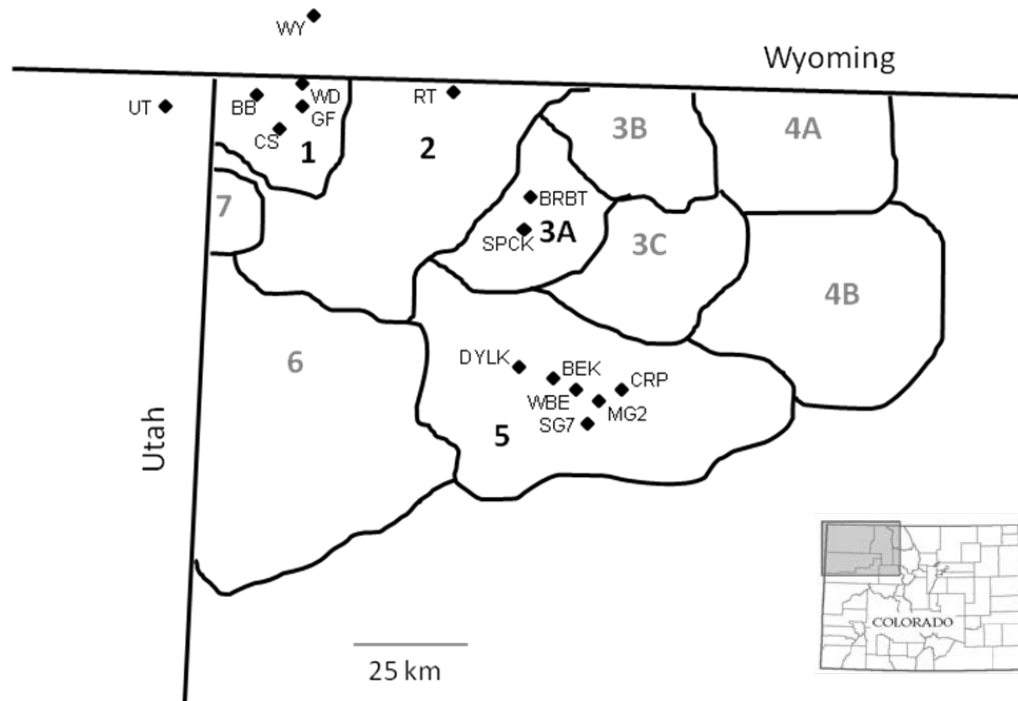 WY
Wyoming
UT
BB
WD
GF
CS
1
RT
2
3B
4A
7
BRBT
SPCK
3A
3C
4B
6
DYLK
BEK
CRP
WBE
MG2
SG7
5
Utah
25 km
COLORADO